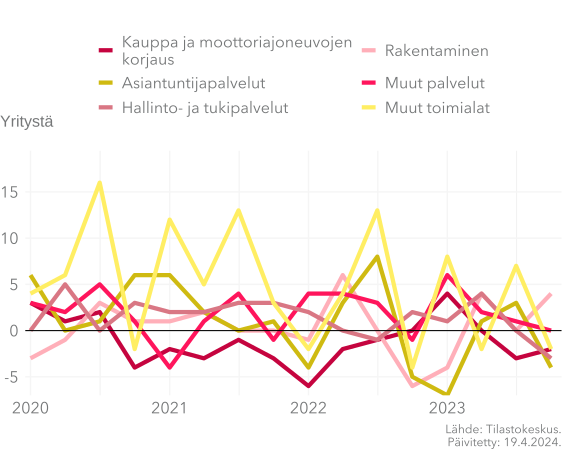 Kauppa ja moottoriajoneuvojen
korjaus
Rakentaminen
Asiantuntijapalvelut
Muut palvelut
Hallinto- ja tukipalvelut
Muut toimialat
Yritystä
15
10
5
0
-5
2020 2021 2022 2023
Lähde: Tilastokeskus.
Päivitetty: 19.4.2024.